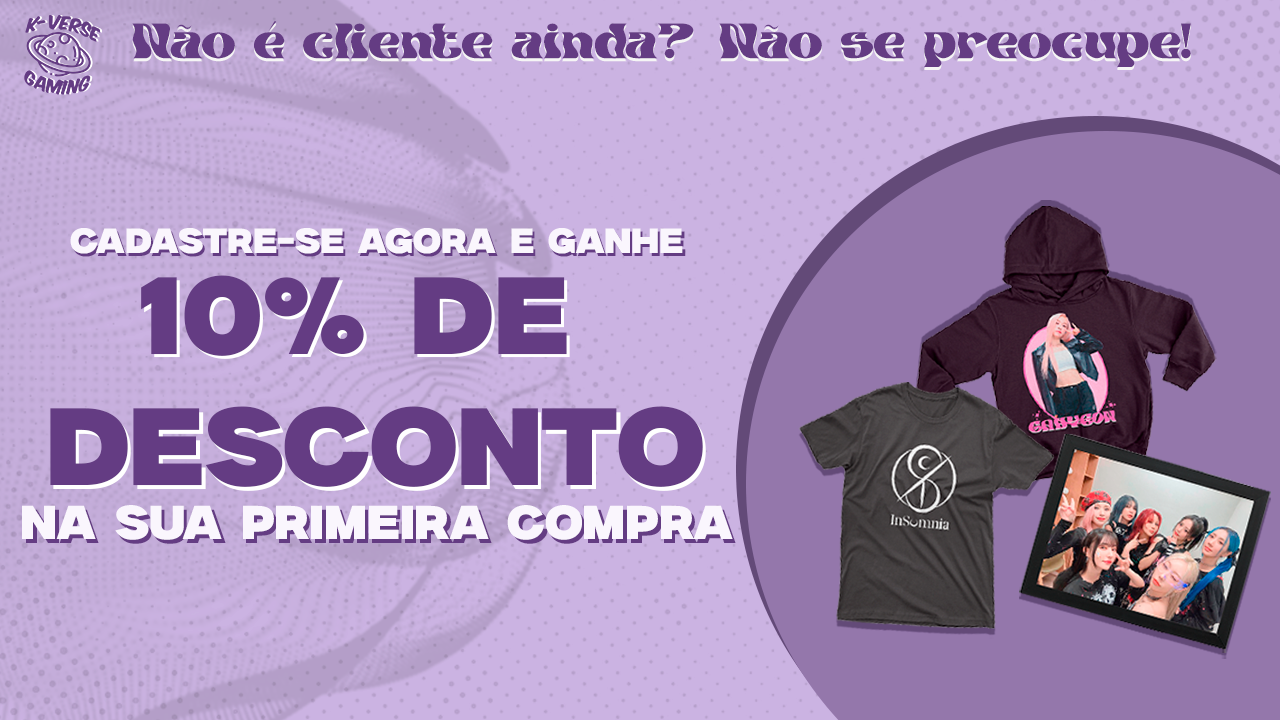 K-VERSE
GAMING
Não é cliente ainda? Não se preocupe!
CADASTRE-SE AGORA E GANHE
10% DE
DESCONTO
NA SUA PRIMEIRA COMPRA
GABYGON
InSomnia